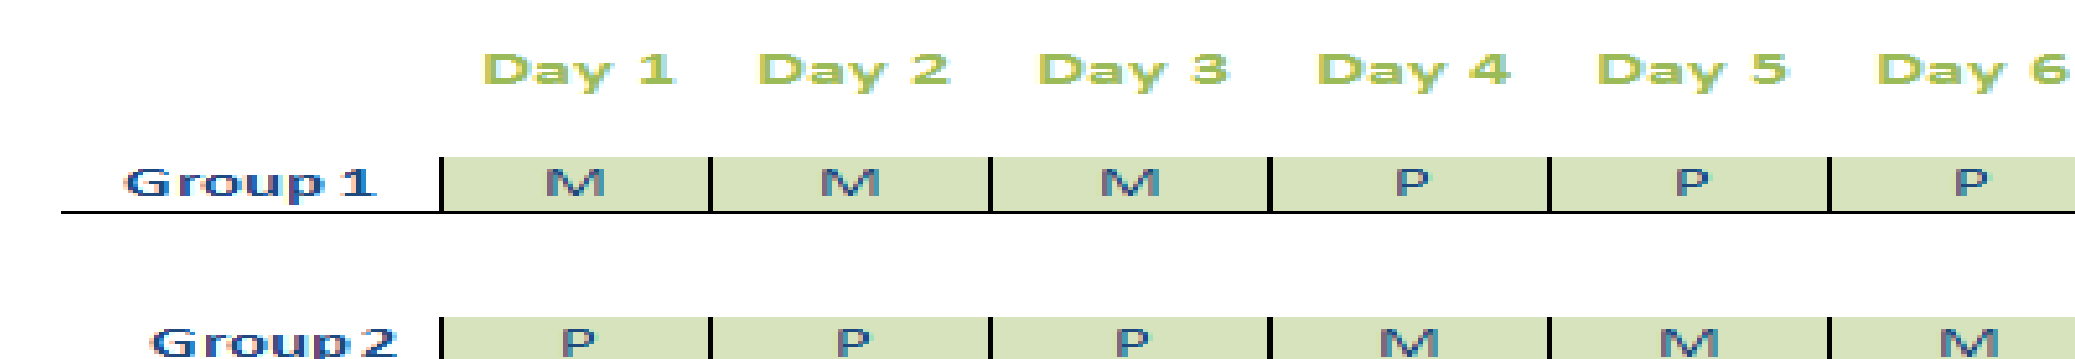 Day 1 Day 2 Day 3 Day 4 Day 5 Day 6
Group 1 M M M P P P
Group 2 P P P M M M